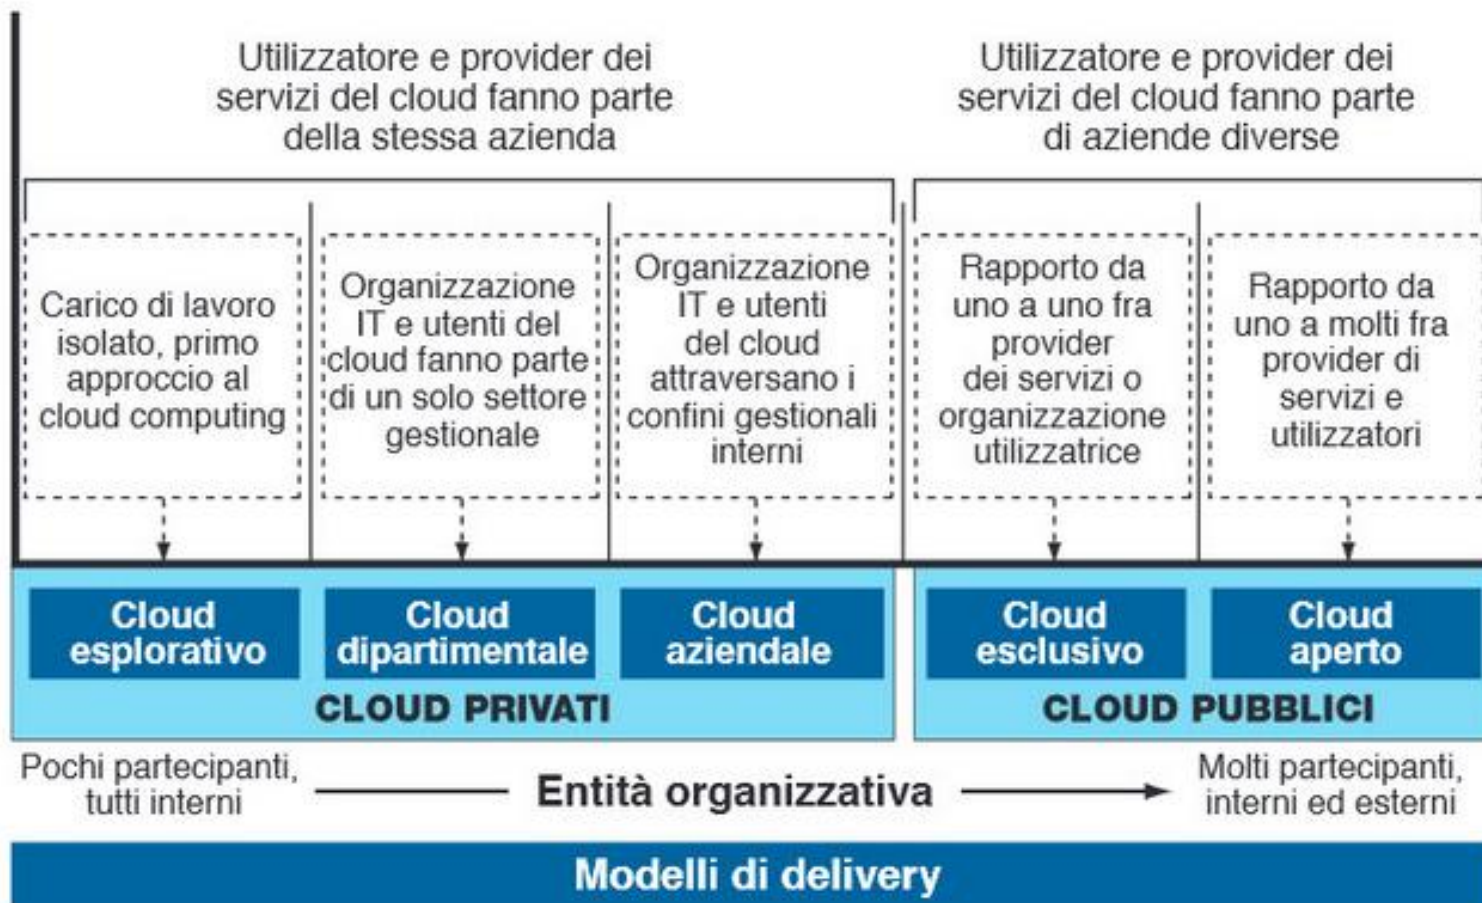 Utilizzatore e provider dei
servizi del cloud fanno parte
della stessa azienda
Utilizzatore e provider dei
servizi del cloud fanno parte
di aziende diverse
Carico di lavoro
isolato, primo
approccio al
cloud computing
Organizzazione
IT e utenti del
cloud fanno parte
di un solo settore
gestionale
Organizzazione
IT e utenti
del cloud
attraversano i
confini gestionali
interni
Rapporto da
uno a uno fra
provider
dei servizi o
organizzazione
utilizzatrice
Rapporto da
uno a molti fra
provider di
servizi e
utilizzatori
Cloud
esplorativo
Cloud
dipartimentale
Cloud
aziendale
Cloud
esclusivo
Cloud
aperto
CLOUD PRIVATI
CLOUD PUBBLICI
Pochi partecipanti,
tutti interni
Entità organizzativa
Molti partecipanti,
interni ed esterni
Modelli di delivery